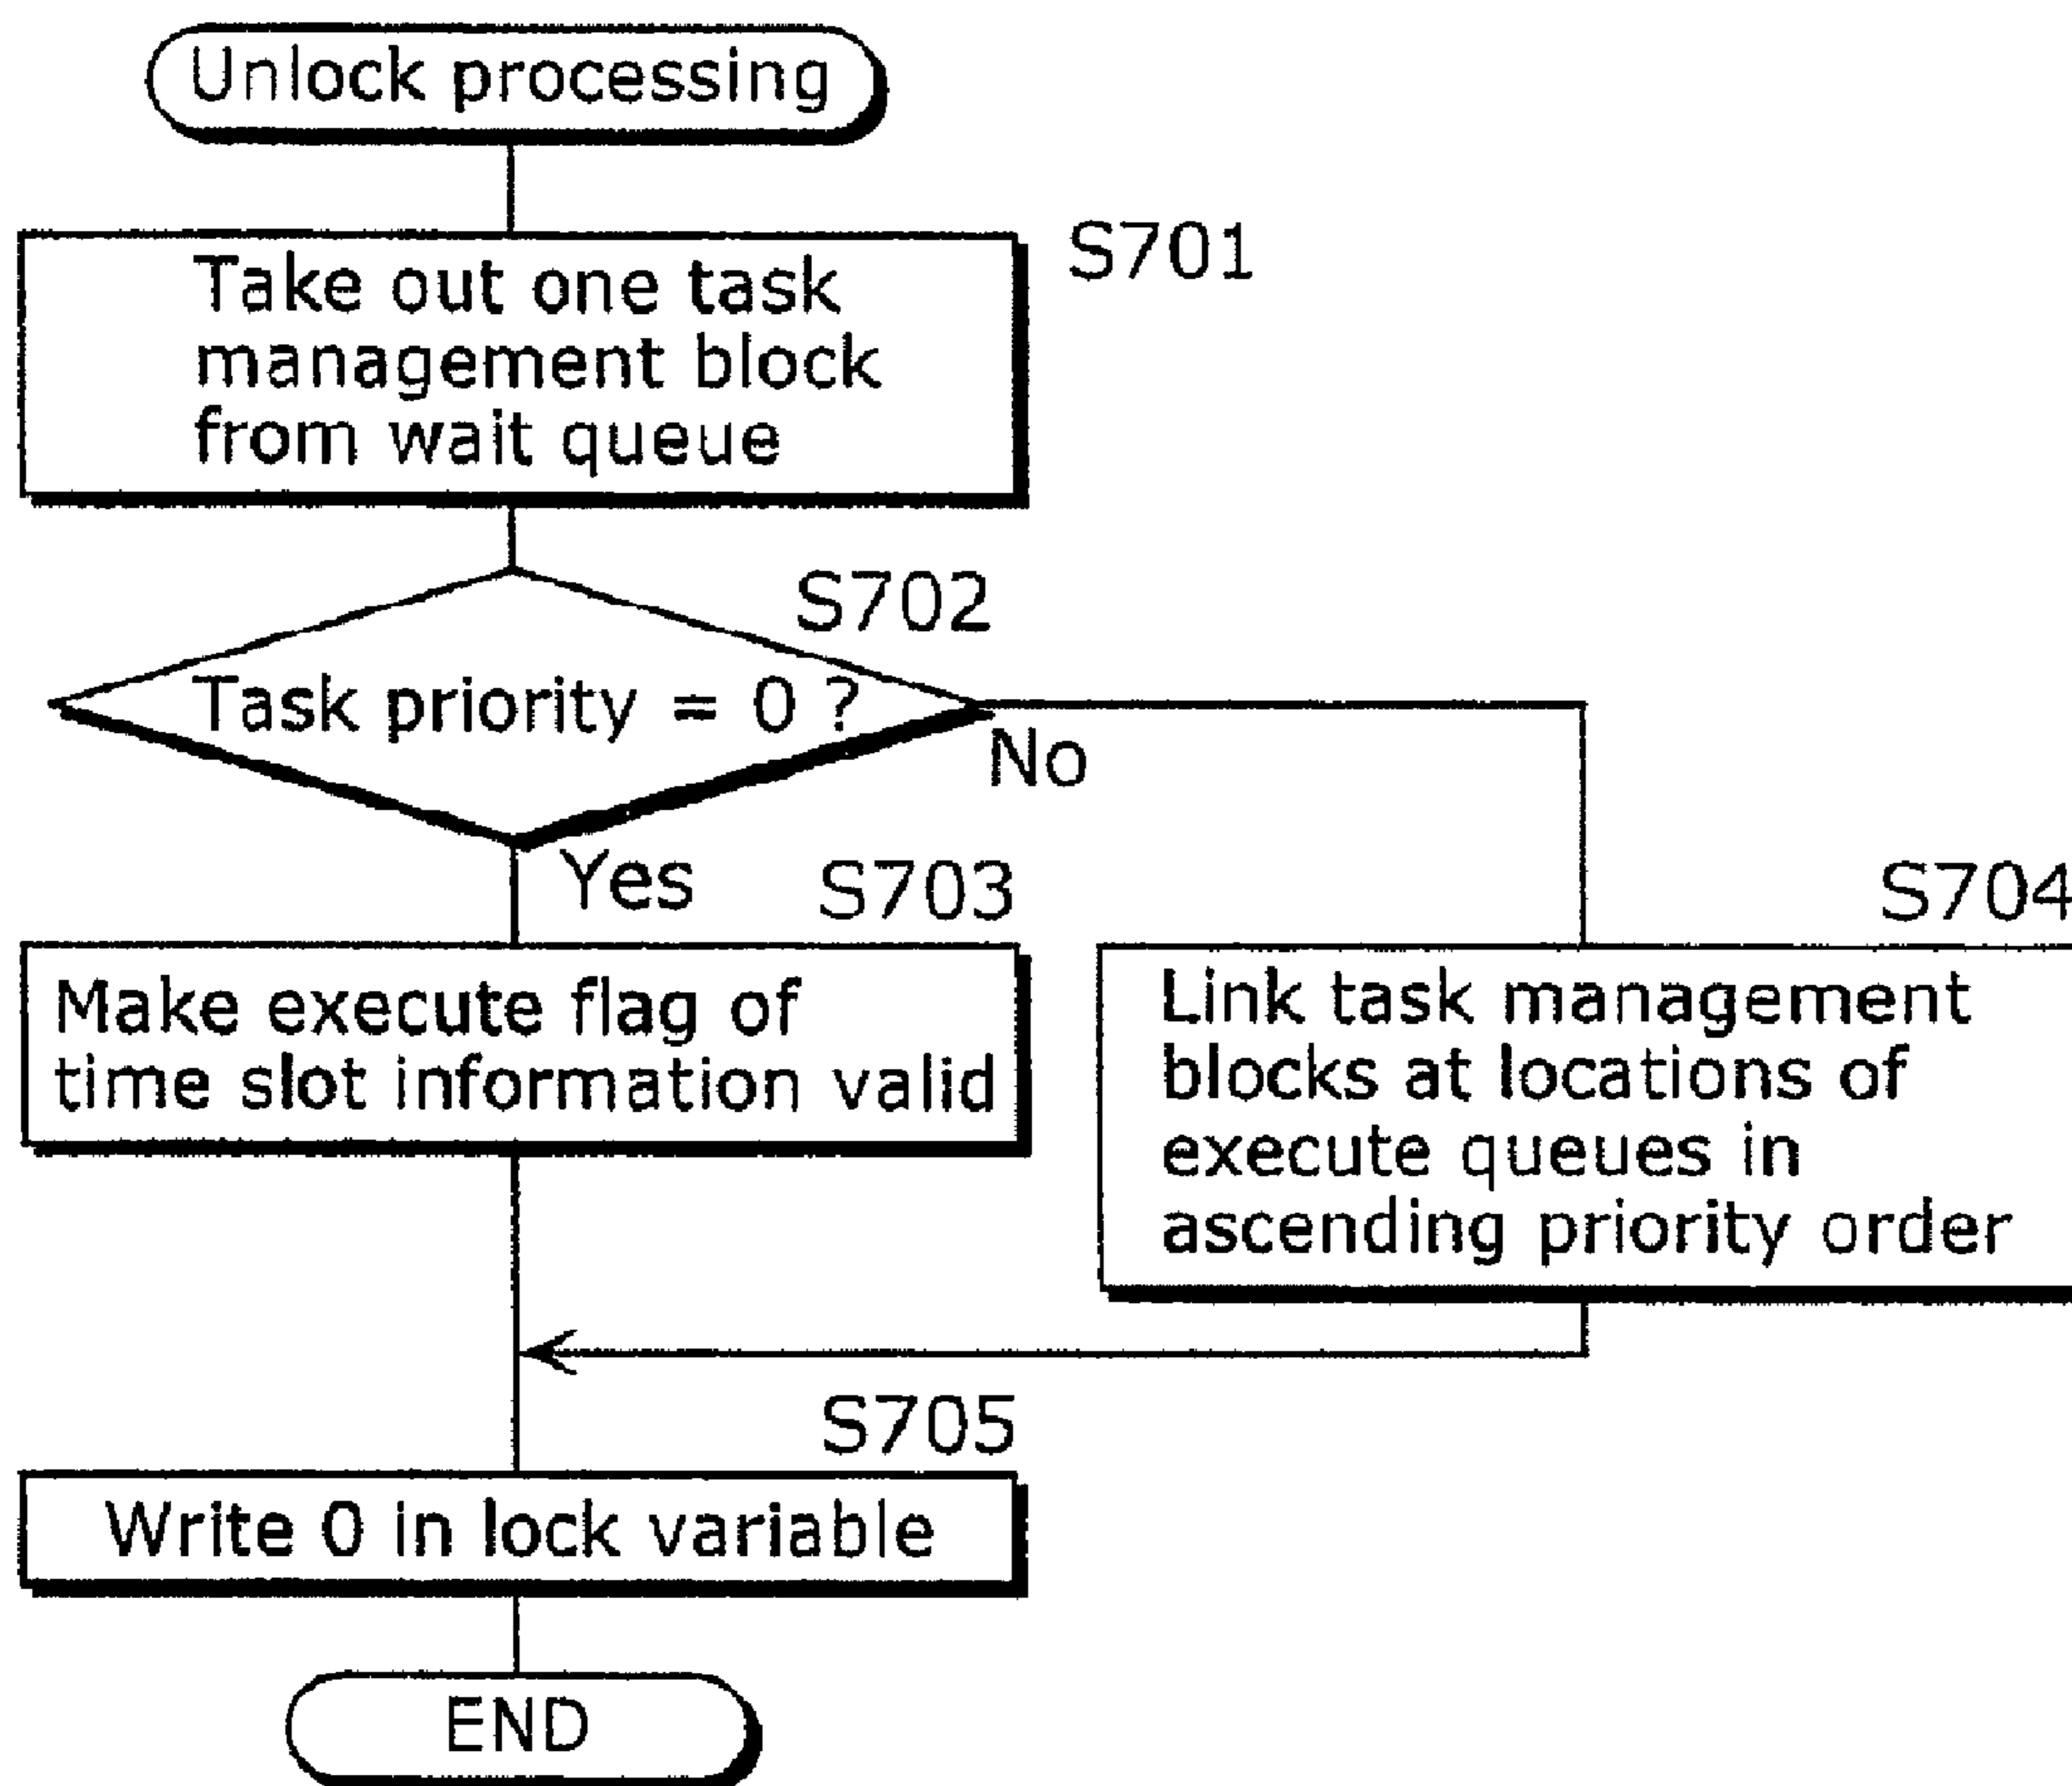 Unlock processing
S701
Take out one task
management block
from wait queue
S702
Task priority = 0 ?
No
Yes
S703
Make execute flag of
time slot information valid
S704
Link task management
blocks at locations of
execute queues in
ascending priority order
S705
Write 0 in lock variable
END